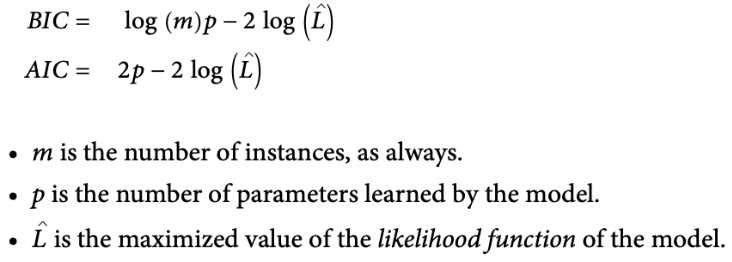 BIC = log (m)p – 2 log (L̂)
AIC = 2p – 2 log (L̂)
• m is the number of instances, as always.
• p is the number of parameters learned by the model.
• L̂ is the maximized value of the likelihood function of the model.